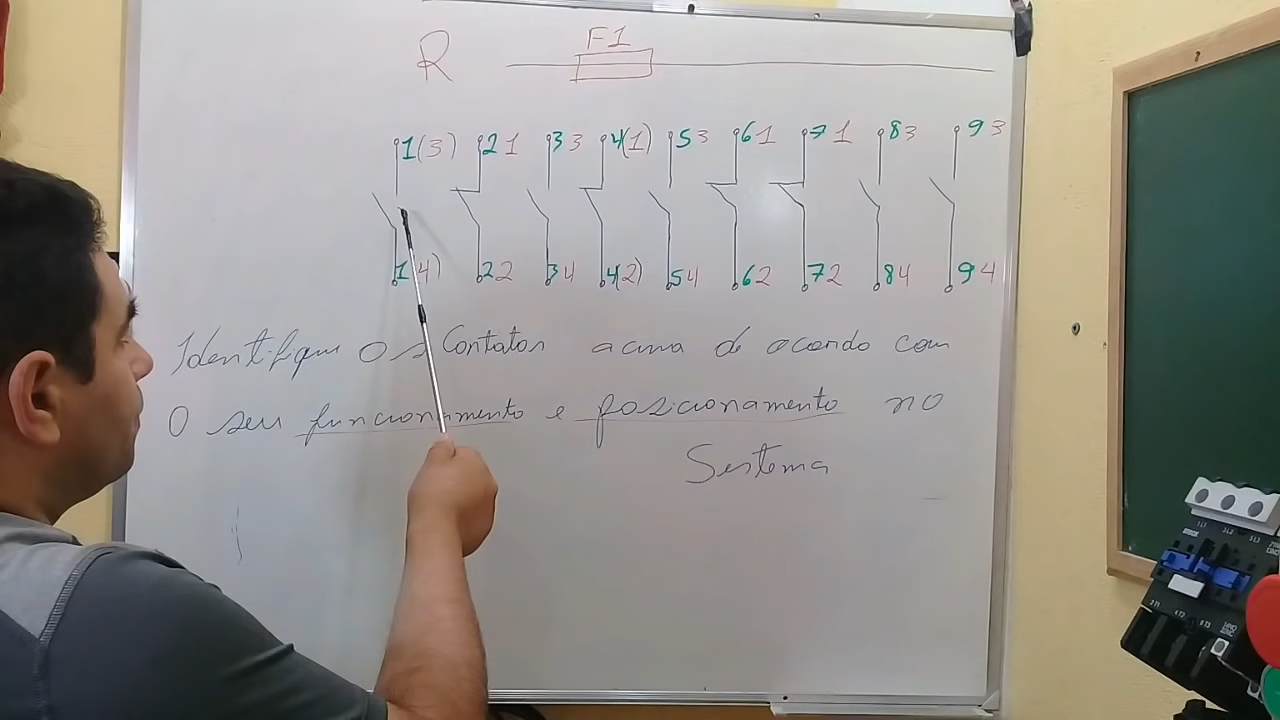 R F1
1(3) 21 33 4(1) 53 61 71 83 93
1(4) 22 34 4(2) 54 62 72 84 94
Identifique os Contatos acima de acordo com
O seu funcionamento e posicionamento no
Sistema